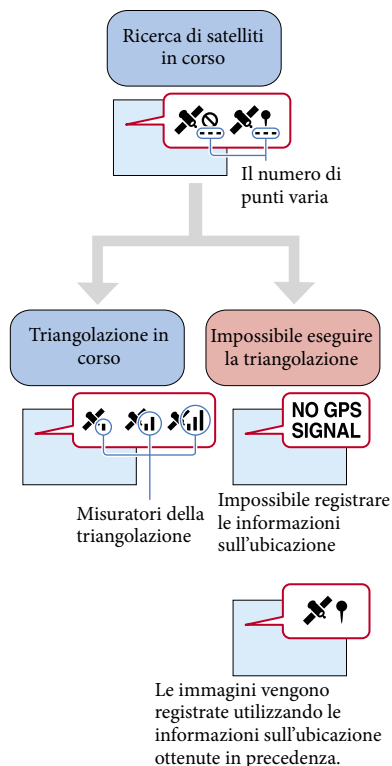 Ricerca di satelliti
in corso
Il numero di
punti varia
Triangolazione in
corso
Impossibile eseguire
la triangolazione
NO GPS
SIGNAL
Misuratori della
triangolazione
Impossibile registrare
le informazioni
sull'ubicazione
Le immagini vengono
registrate utilizzando le
informazioni sull'ubicazione
ottenute in precedenza.